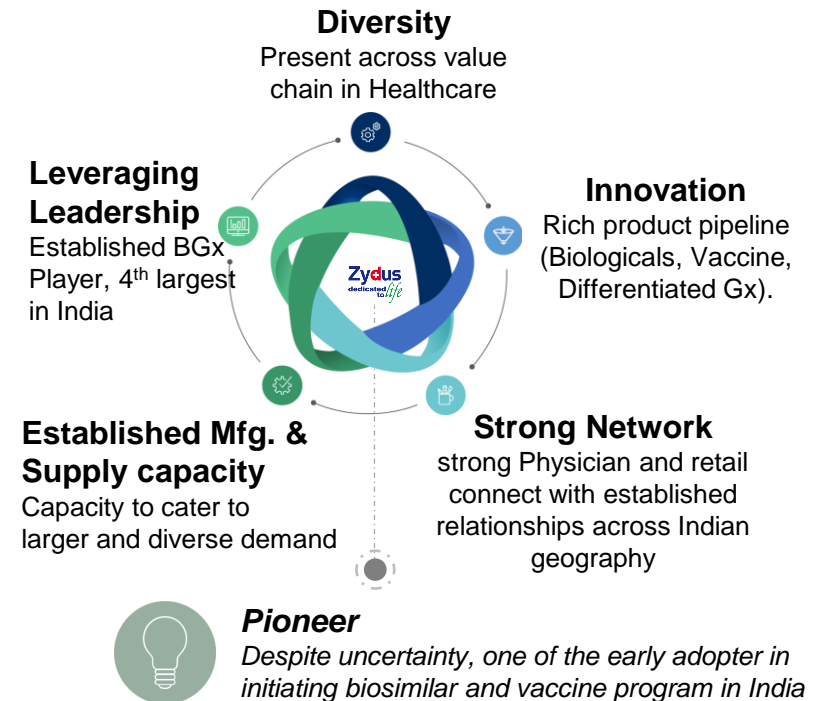 Diversity
Present across value
chain in Healthcare
Leveraging
Leadership
Established BGx
Player, 4th largest
in India
Innovation
Rich product pipeline
(Biologicals, Vaccine,
Differentiated Gx).
Zydus
dedicated
to life
Established Mfg. &
Supply capacity
Capacity to cater to
larger and diverse demand
Strong Network
strong Physician and retail
connect with established
relationships across Indian
geography
Pioneer
Despite uncertainty, one of the early adopter in
initiating biosimilar and vaccine program in India